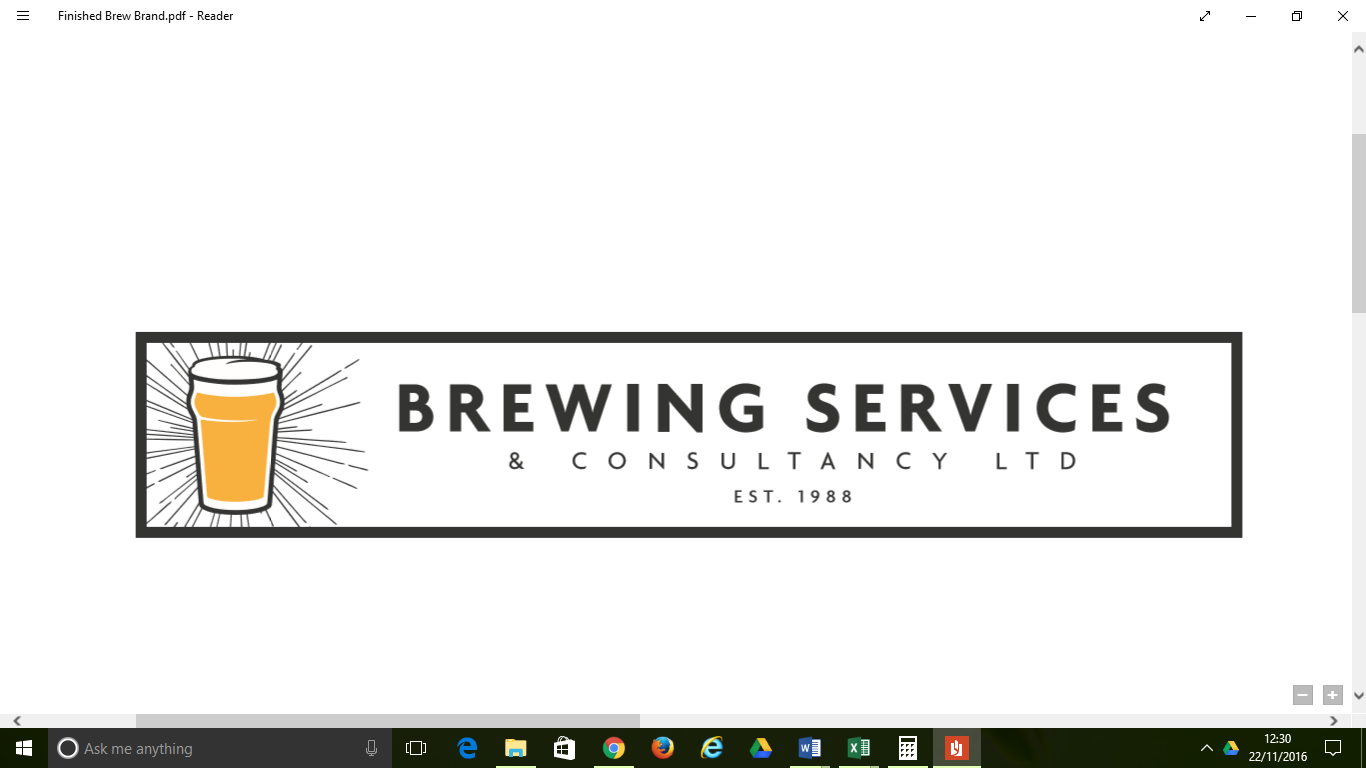 Finished Brew Brand.pdf - Reader
BREWING SERVICES
& CONSULTANCY LTD
EST. 1988
Ask me anything
12:30
22/11/2016